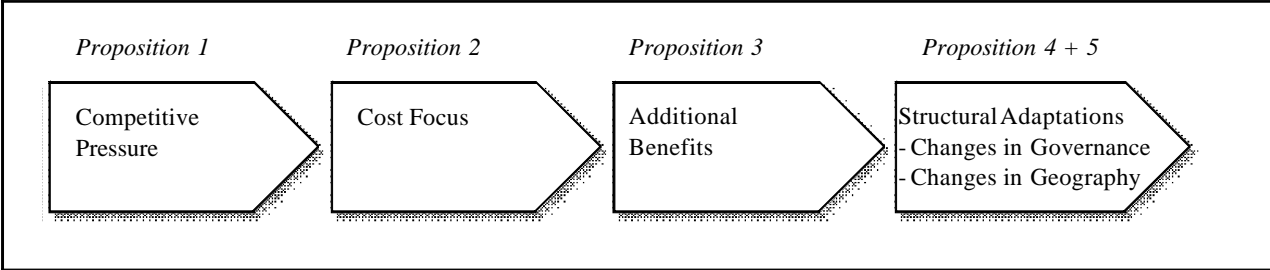 Proposition 1
Proposition 2
Proposition 3
Proposition 4 + 5
Competitive
Pressure
Cost Focus
Additional
Benefits
Structural Adaptations
- Changes in Governance
- Changes in Geography